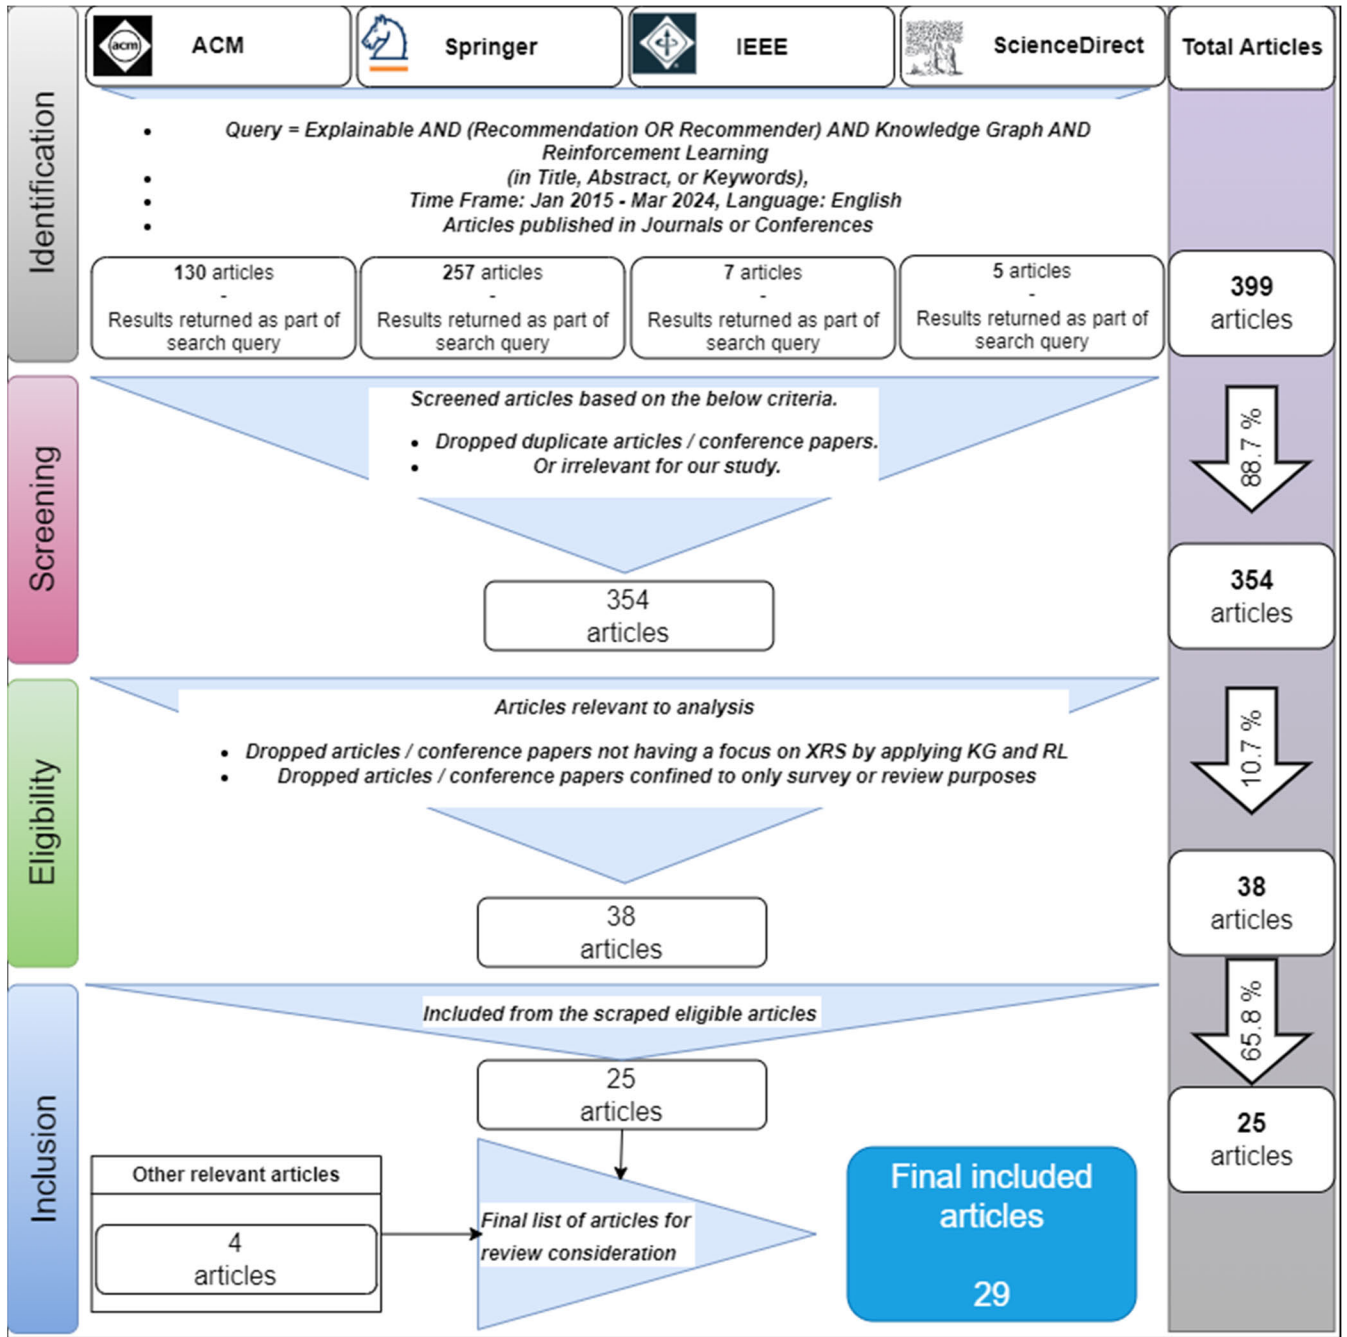 acm
ACM
Springer
IEEE
ScienceDirect
Total Articles
Identification
• Query = Explainable AND (Recommendation OR Recommender) AND Knowledge Graph AND
Reinforcement Learning
• (in Title, Abstract, or Keywords),
• Time Frame: Jan 2015 - Mar 2024, Language: English
• Articles published in Journals or Conferences
130 articles
-
Results returned as part of
search query
257 articles
-
Results returned as part of
search query
7 articles
-
Results returned as part of
search query
5 articles
-
Results returned as part of
search query
399
articles
Screening
Screened articles based on the below criteria.
• Dropped duplicate articles / conference papers.
• Or irrelevant for our study.
88.7 %
354
articles
354
articles
Eligibility
Articles relevant to analysis
• Dropped articles / conference papers not having a focus on XRS by applying KG and RL
• Dropped articles / conference papers confined to only survey or review purposes
10.7 %
38
articles
38
articles
Inclusion
Included from the scraped eligible articles
65.8 %
25
articles
25
articles
Other relevant articles
4
articles
Final list of articles for
review consideration
Final included
articles
29